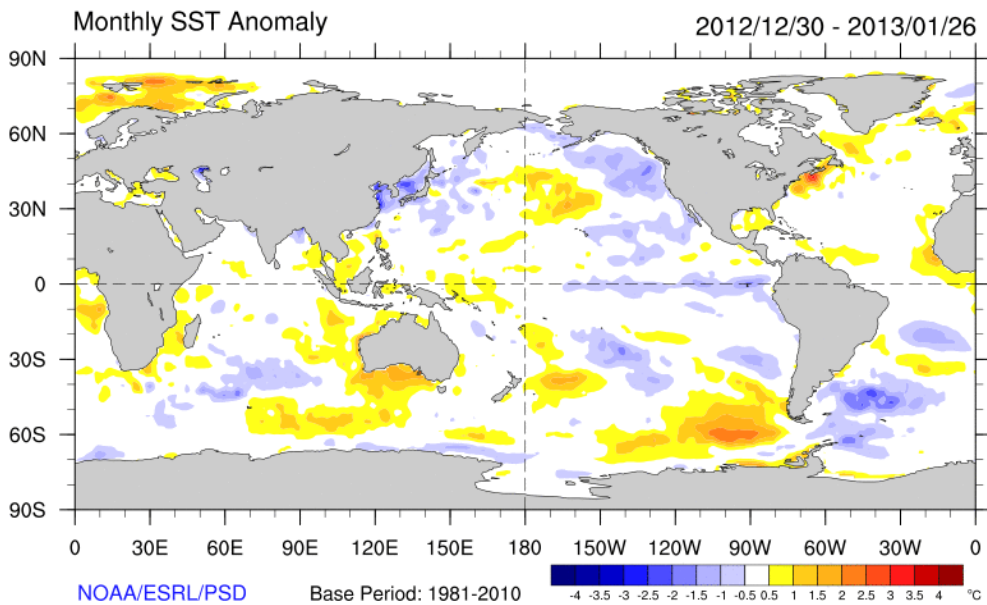 Monthly SST Anomaly 2012/12/30 - 2013/01/26
90N
60N
30N
0
30S
60S
90S
0 30E 60E 90E 120E 150E 180 150W 120W 90W 60W 30W 0
-4 -3.5 -3 -2.5 -2 -1.5 -1 -0.5 0.5 1 1.5 2 2.5 3 3.5 4 °C
NOAA/ESRL/PSD Base Period: 1981-2010